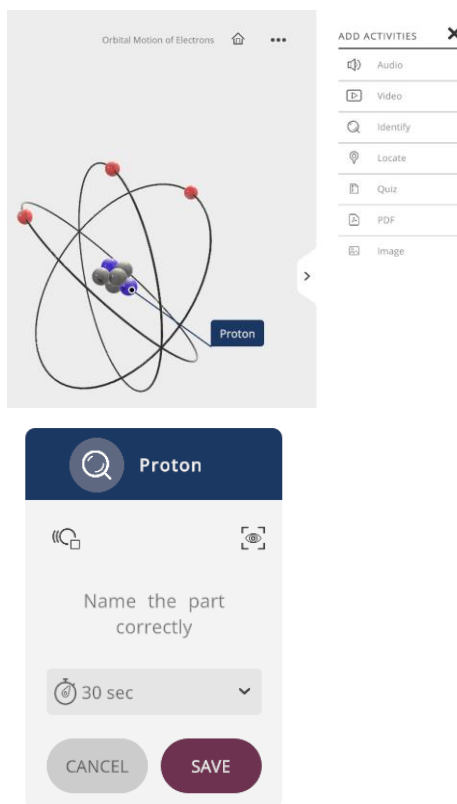 Orbital Motion of Electrons
Proton
ADD ACTIVITIES
Audio
Video
Identify
Locate
Quiz
PDF
Image
Proton
Name the part
correctly
30 sec
CANCEL
SAVE